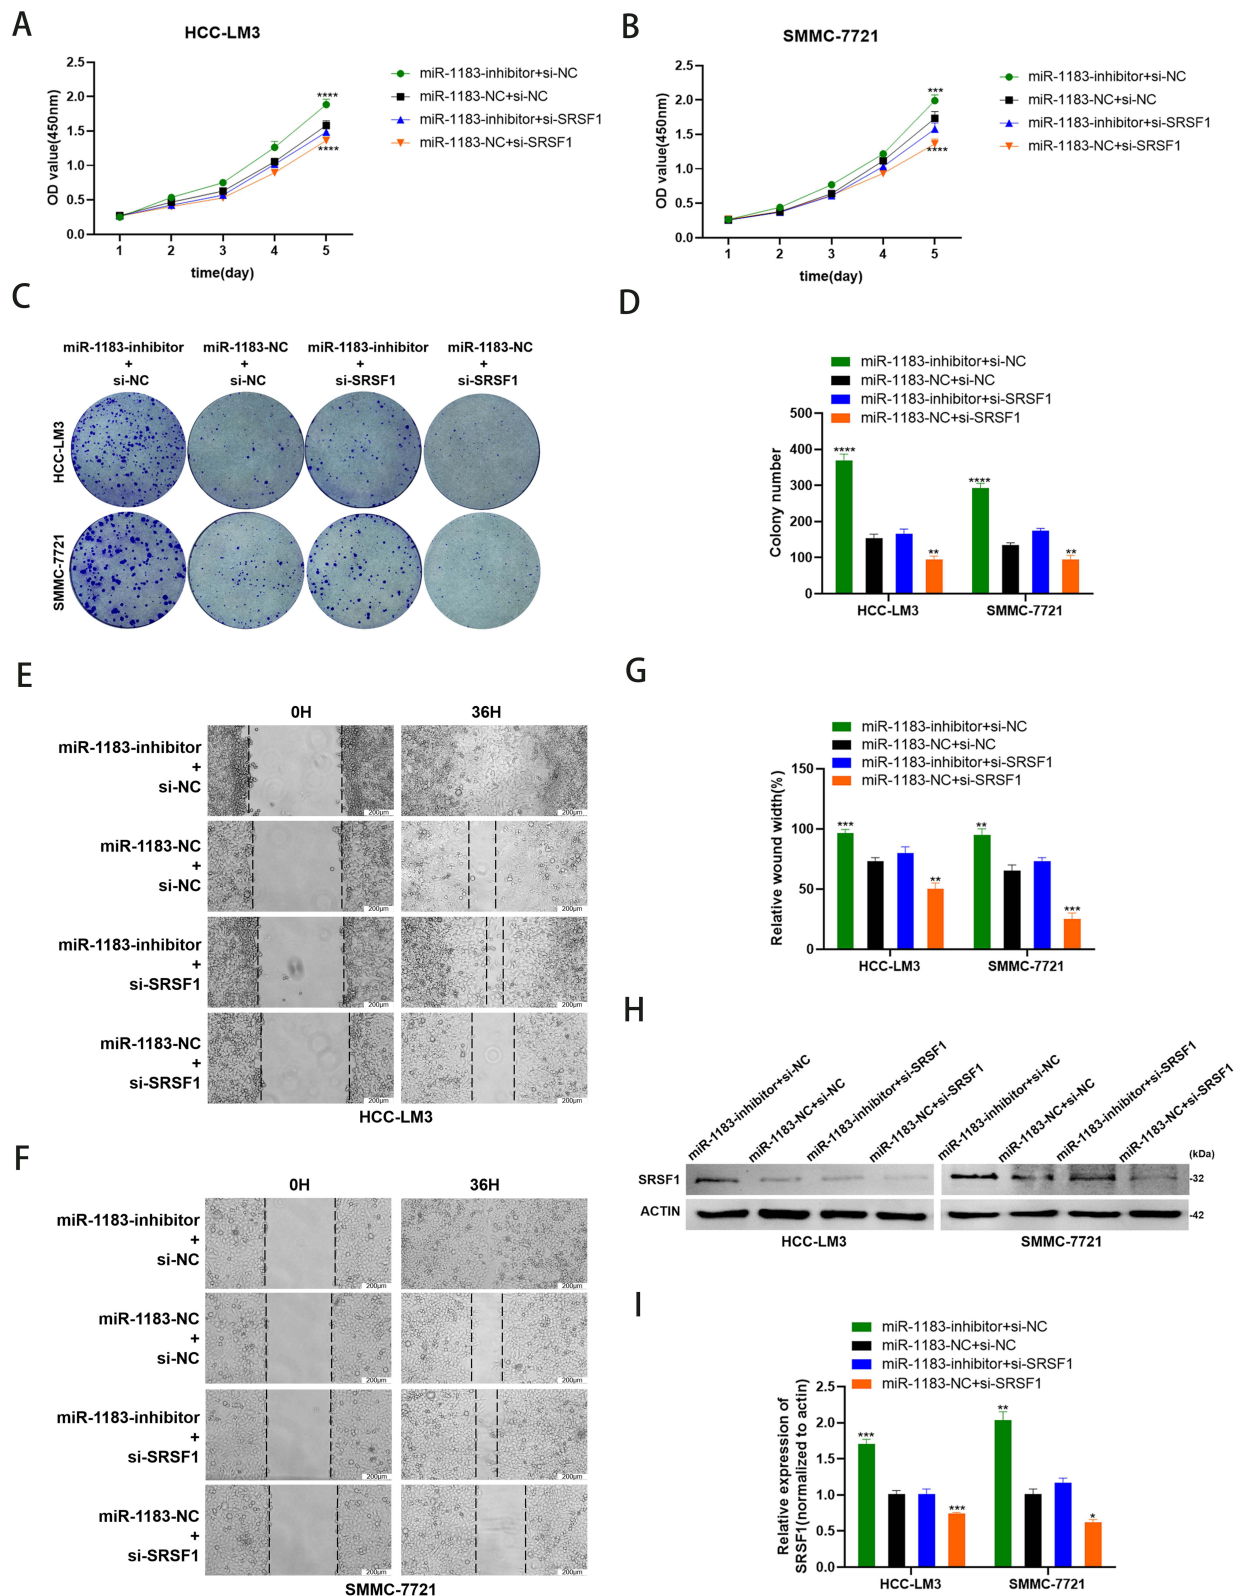 A
HCC-LM3
OD value(450nm)
2.5
2.0
1.5
1.0
0.5
0.0
1 2 3 4 5
time(day)
****
****
miR-1183-inhibitor+si-NC
miR-1183-NC+si-NC
miR-1183-inhibitor+si-SRSF1
miR-1183-NC+si-SRSF1
B
SMMC-7721
OD value(450nm)
2.5
2.0
1.5
1.0
0.5
0.0
1 2 3 4 5
time(day)
***
****
miR-1183-inhibitor+si-NC
miR-1183-NC+si-NC
miR-1183-inhibitor+si-SRSF1
miR-1183-NC+si-SRSF1
C
miR-1183-inhibitor miR-1183-NC miR-1183-inhibitor miR-1183-NC
+ + + +
si-NC si-NC si-SRSF1 si-SRSF1
HCC-LM3
SMMC-7721
D
miR-1183-inhibitor+si-NC
miR-1183-NC+si-NC
miR-1183-inhibitor+si-SRSF1
miR-1183-NC+si-SRSF1
Colony number
500
400
300
200
100
0
****
**
****
**
HCC-LM3 SMMC-7721
E
0H 36H
miR-1183-inhibitor
+
si-NC
200μm 200μm
miR-1183-NC
+
si-NC
200μm 200μm
miR-1183-inhibitor
+
si-SRSF1
200μm 200μm
miR-1183-NC
+
si-SRSF1
200μm 200μm
HCC-LM3
F
0H 36H
miR-1183-inhibitor
+
si-NC
200μm 200μm
miR-1183-NC
+
si-NC
200μm 200μm
miR-1183-inhibitor
+
si-SRSF1
200μm 200μm
miR-1183-NC
+
si-SRSF1
200μm 200μm
SMMC-7721
G
miR-1183-inhibitor+si-NC
miR-1183-NC+si-NC
miR-1183-inhibitor+si-SRSF1
miR-1183-NC+si-SRSF1
Relative wound width(%)
150
100
50
0
***
**
**
***
HCC-LM3 SMMC-7721
H
miR-1183-inhibitor+si-NC
miR-1183-NC+si-NC
miR-1183-inhibitor+si-SRSF1
miR-1183-NC+si-SRSF1
miR-1183-inhibitor+si-NC
miR-1183-NC+si-NC
miR-1183-inhibitor+si-SRSF1
miR-1183-NC+si-SRSF1
(kDa)
SRSF1 -32
ACTIN -42
HCC-LM3 SMMC-7721
I
miR-1183-inhibitor+si-NC
miR-1183-NC+si-NC
miR-1183-inhibitor+si-SRSF1
miR-1183-NC+si-SRSF1
Relative expression of
SRSF1(normalized to actin)
2.5
2.0
1.5
1.0
0.5
0.0
***
***
**
*
HCC-LM3 SMMC-7721